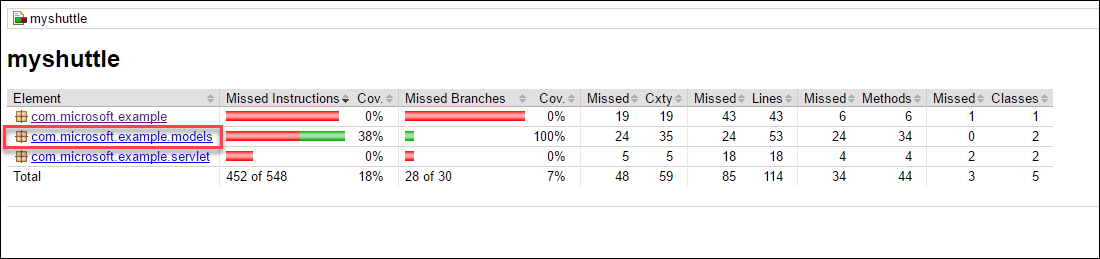 myshuttle
myshuttle
Element Missed Instructions Cov. Missed Branches Cov. Missed Cxty Missed Lines Missed Methods Missed Classes
com.microsoft.example 0% 0% 19 19 43 43 6 6 1 1
com.microsoft.example.models 38% 100% 24 35 24 53 24 34 0 2
com.microsoft.example.servlet 0% 0% 5 5 18 18 4 4 2 2
Total 452 of 548 18% 28 of 30 7% 48 59 85 114 34 44 3 5